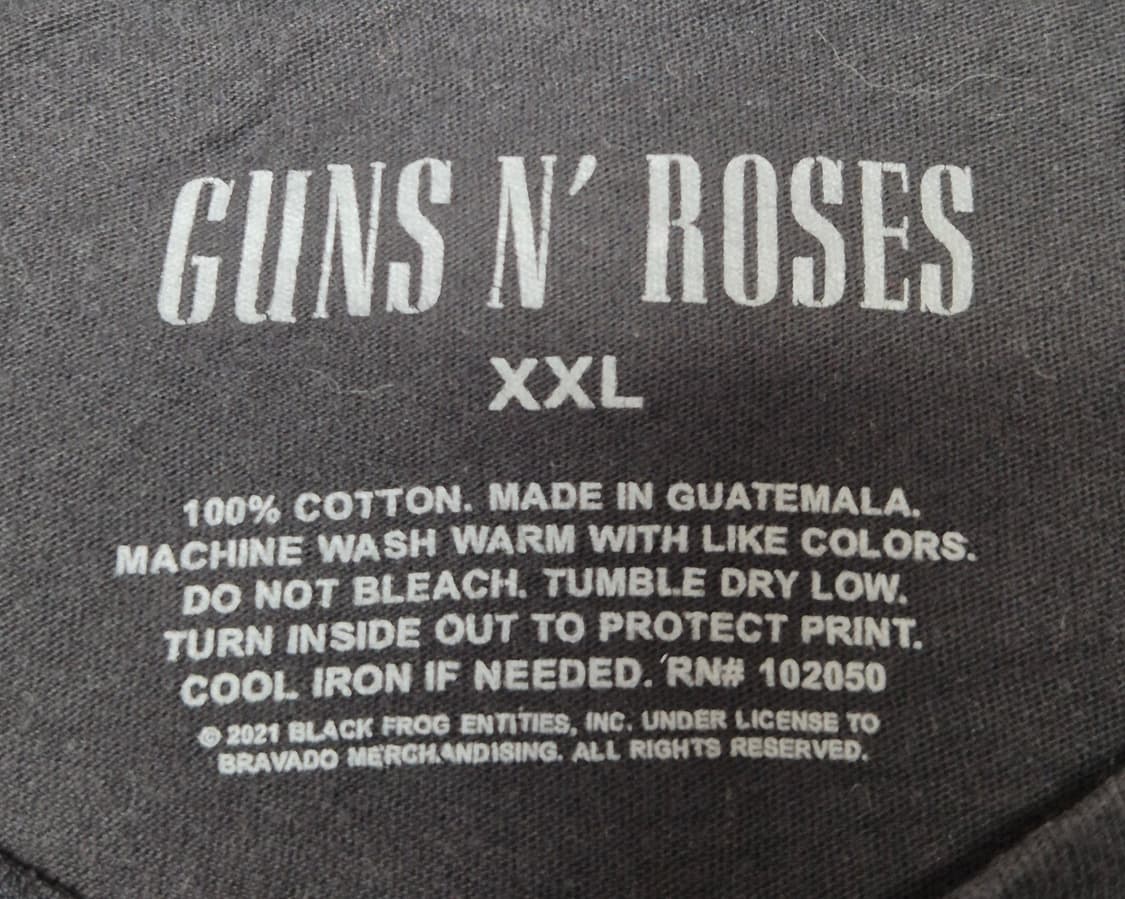 GUNS N' ROSES
XXL
100% COTTON. MADE IN GUATEMALA.
MACHINE WASH WARM WITH LIKE COLORS.
DO NOT BLEACH. TUMBLE DRY LOW.
TURN INSIDE OUT TO PROTECT PRINT.
COOL IRON IF NEEDED. RN# 102050
© 2021 BLACK FROG ENTITIES, INC. UNDER LICENSE TO
BRAVADO MERCHANDISING. ALL RIGHTS RESERVED.